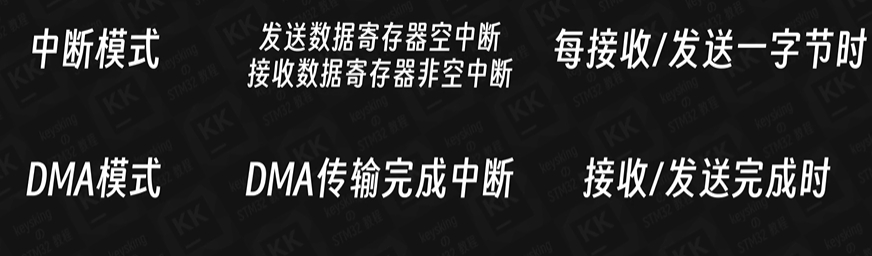 中断模式
发送数据寄存器空中断
接收数据寄存器非空中断
每接收/发送一字节时
DMA模式
DMA传输完成中断
接收/发送完成时